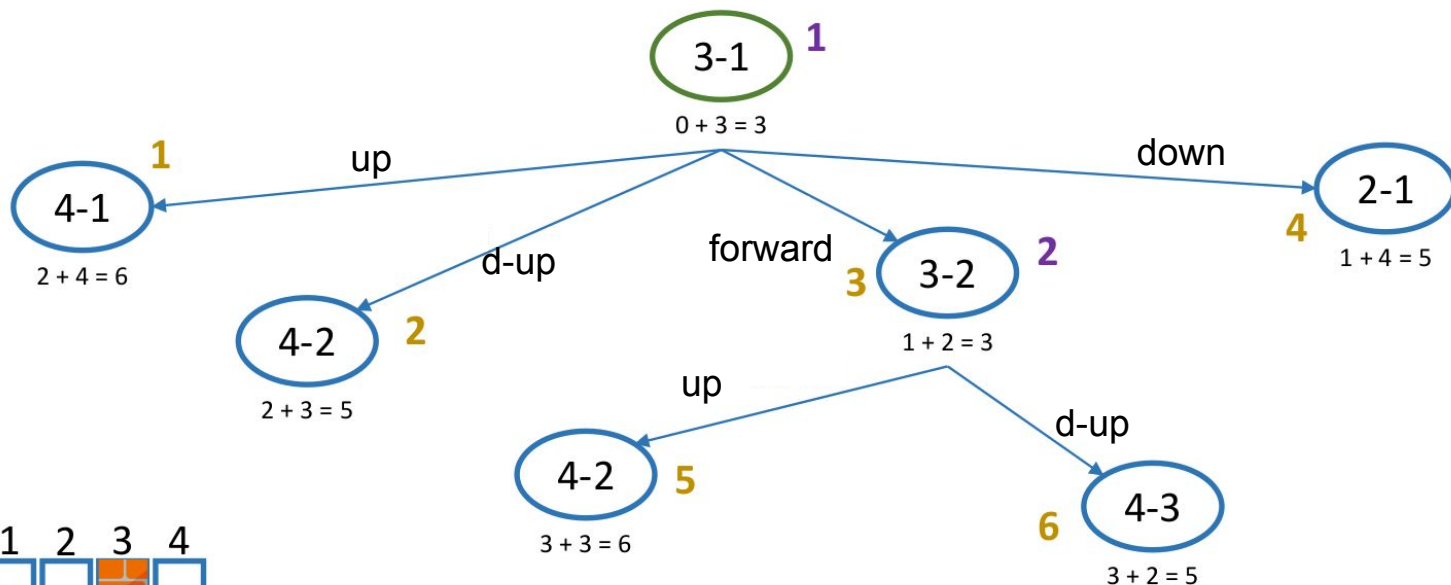 3-1
1
0 + 3 = 3
up
d-up
forward
down
4-1
1
2 + 4 = 6
4-2
2
2 + 3 = 5
3-2
3
2
1 + 2 = 3
2-1
4
1 + 4 = 5
up
d-up
4-2
5
3 + 3 = 6
4-3
6
3 + 2 = 5
1 2 3 4